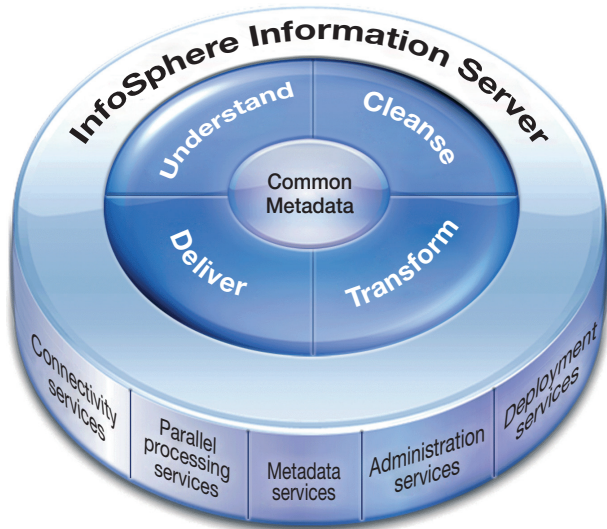 InfoSphere Information Server
Understand
Cleanse
Common
Metadata
Deliver
Transform
Connectivity
services
Parallel
processing
services
Metadata
services
Administration
services
Deployment
services